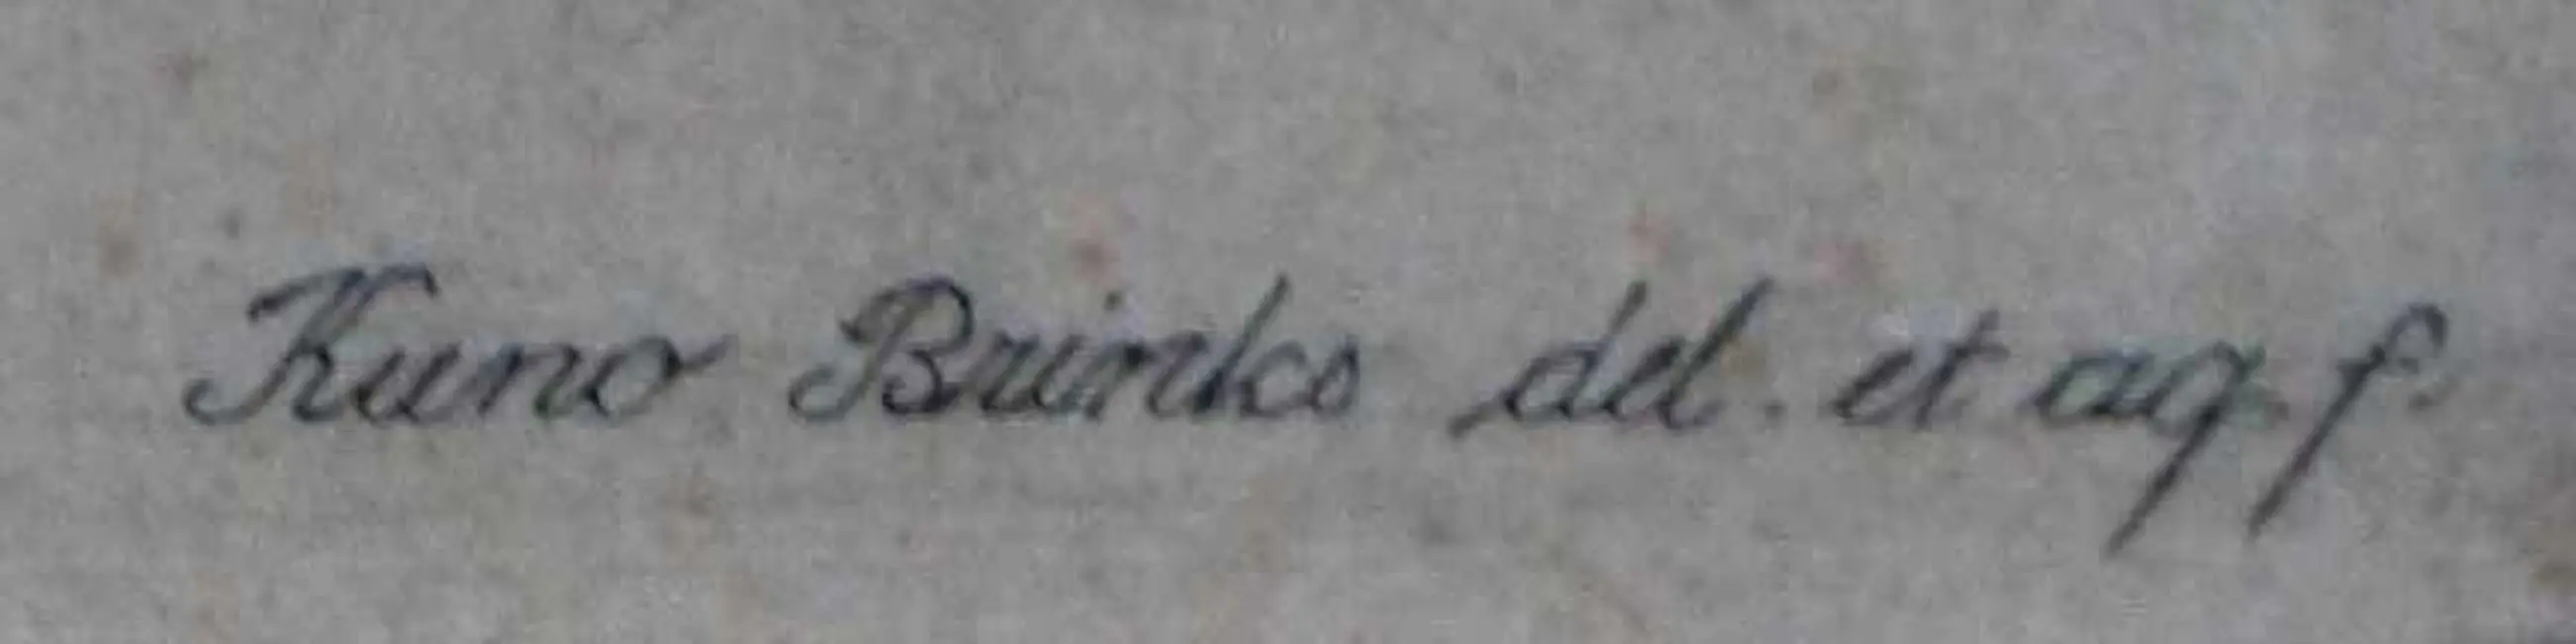 Kuno Brinks del. et aq. f.